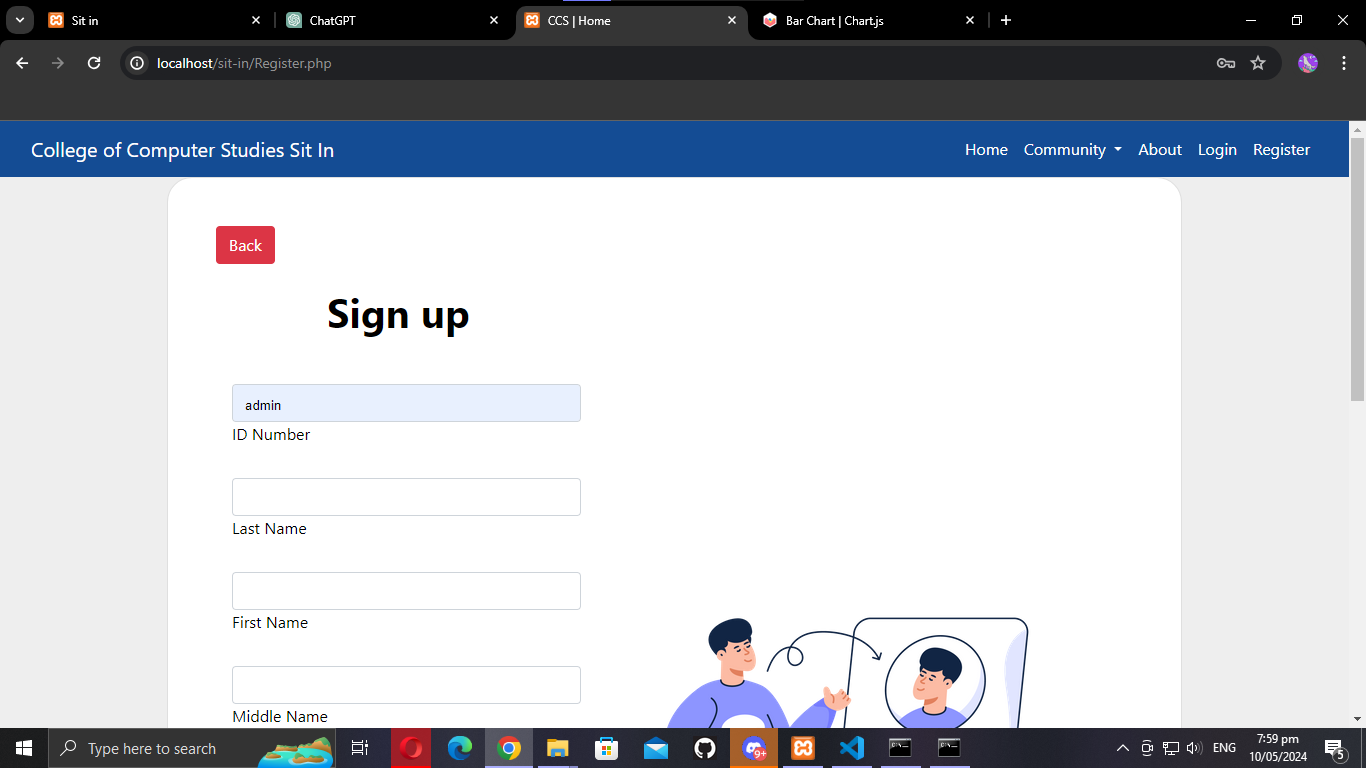 Sit in
ChatGPT
CCS | Home
Bar Chart | Chart.js
localhost/sit-in/Register.php
College of Computer Studies Sit In
Home Community About Login Register
Back
Sign up
admin
ID Number
Last Name
First Name
Middle Name
Type here to search
9+
ENG
7:59 pm
10/05/2024
5